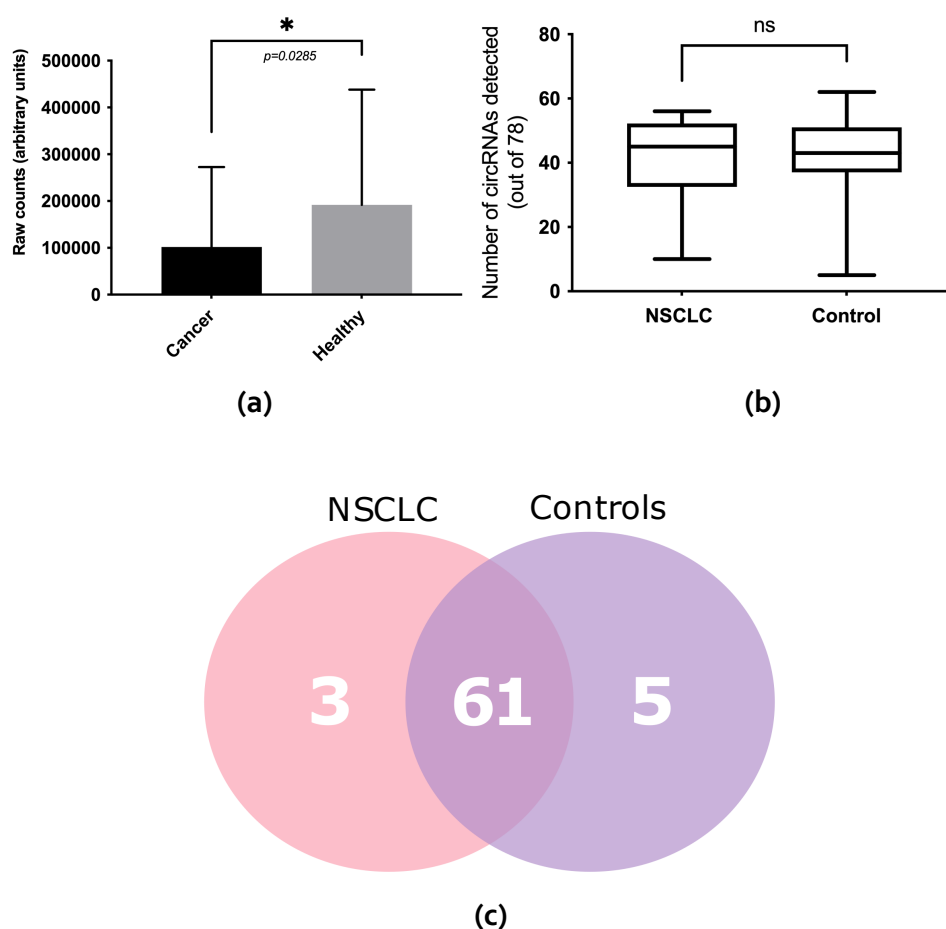 *
p=0.0285
Raw counts (arbitrary units)
500000
400000
300000
200000
100000
0
Cancer
Healthy
(a)
ns
Number of circRNAs detected
(out of 78)
80
60
40
20
0
NSCLC
Control
(b)
NSCLC
Controls
3
61
5
(c)